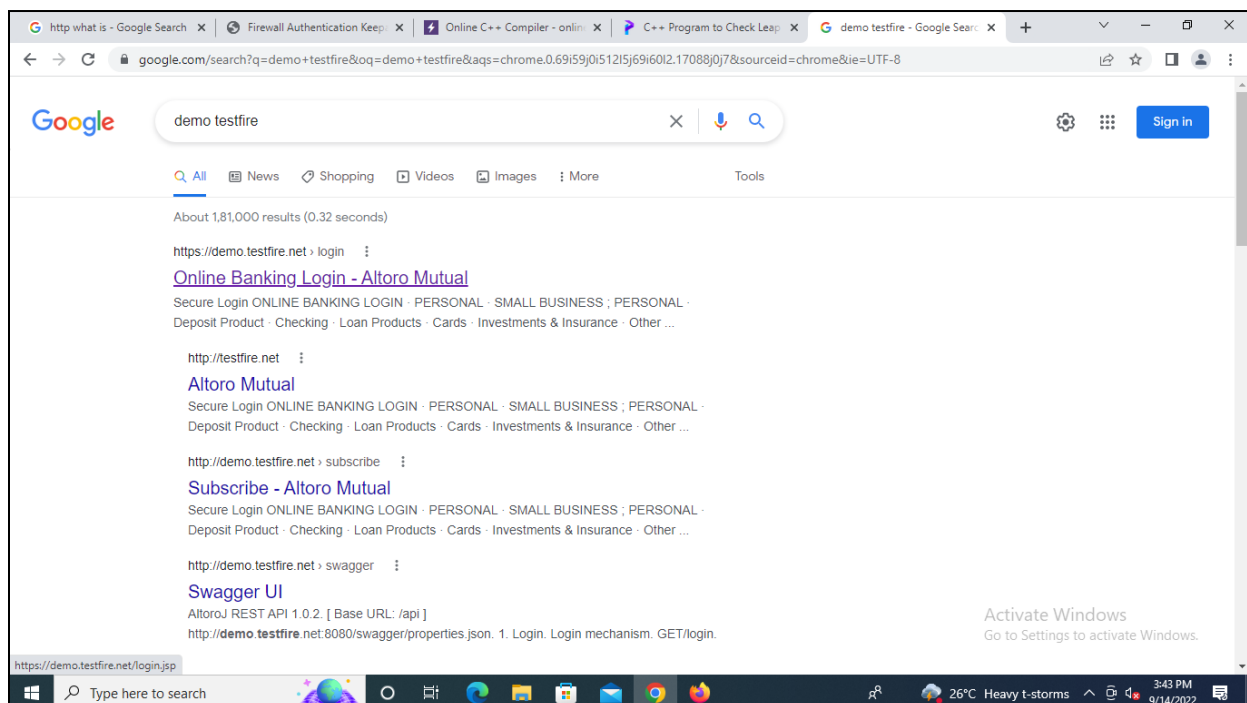 http what is - Google Search
Firewall Authentication Keep
Online C++ Compiler - onlin
C++ Program to Check Leap
demo testfire - Google Searc
google.com/search?q=demo+testfire&oq=demo+testfire&aqs=chrome.0.69i59j0i512l5j69i60l2.17088j0j7&sourceid=chrome&ie=UTF-8
Google
demo testfire
Sign in
All
News
Shopping
Videos
Images
More
Tools
About 1,81,000 results (0.32 seconds)
https://demo.testfire.net › login
Online Banking Login - Altoro Mutual
Secure Login ONLINE BANKING LOGIN · PERSONAL · SMALL BUSINESS ; PERSONAL ·
Deposit Product · Checking · Loan Products · Cards · Investments & Insurance · Other ...
http://testfire.net
Altoro Mutual
Secure Login ONLINE BANKING LOGIN · PERSONAL · SMALL BUSINESS ; PERSONAL ·
Deposit Product · Checking · Loan Products · Cards · Investments & Insurance · Other ...
http://demo.testfire.net › subscribe
Subscribe - Altoro Mutual
Secure Login ONLINE BANKING LOGIN · PERSONAL · SMALL BUSINESS ; PERSONAL ·
Deposit Product · Checking · Loan Products · Cards · Investments & Insurance · Other ...
http://demo.testfire.net › swagger
Swagger UI
AltoroJ REST API 1.0.2. [ Base URL: /api ]
http://demo.testfire.net:8080/swagger/properties.json. 1. Login. Login mechanism. GET/login.
Activate Windows
Go to Settings to activate Windows.
https://demo.testfire.net/login.jsp
Type here to search
26°C Heavy t-storms
3:43 PM
9/14/2022